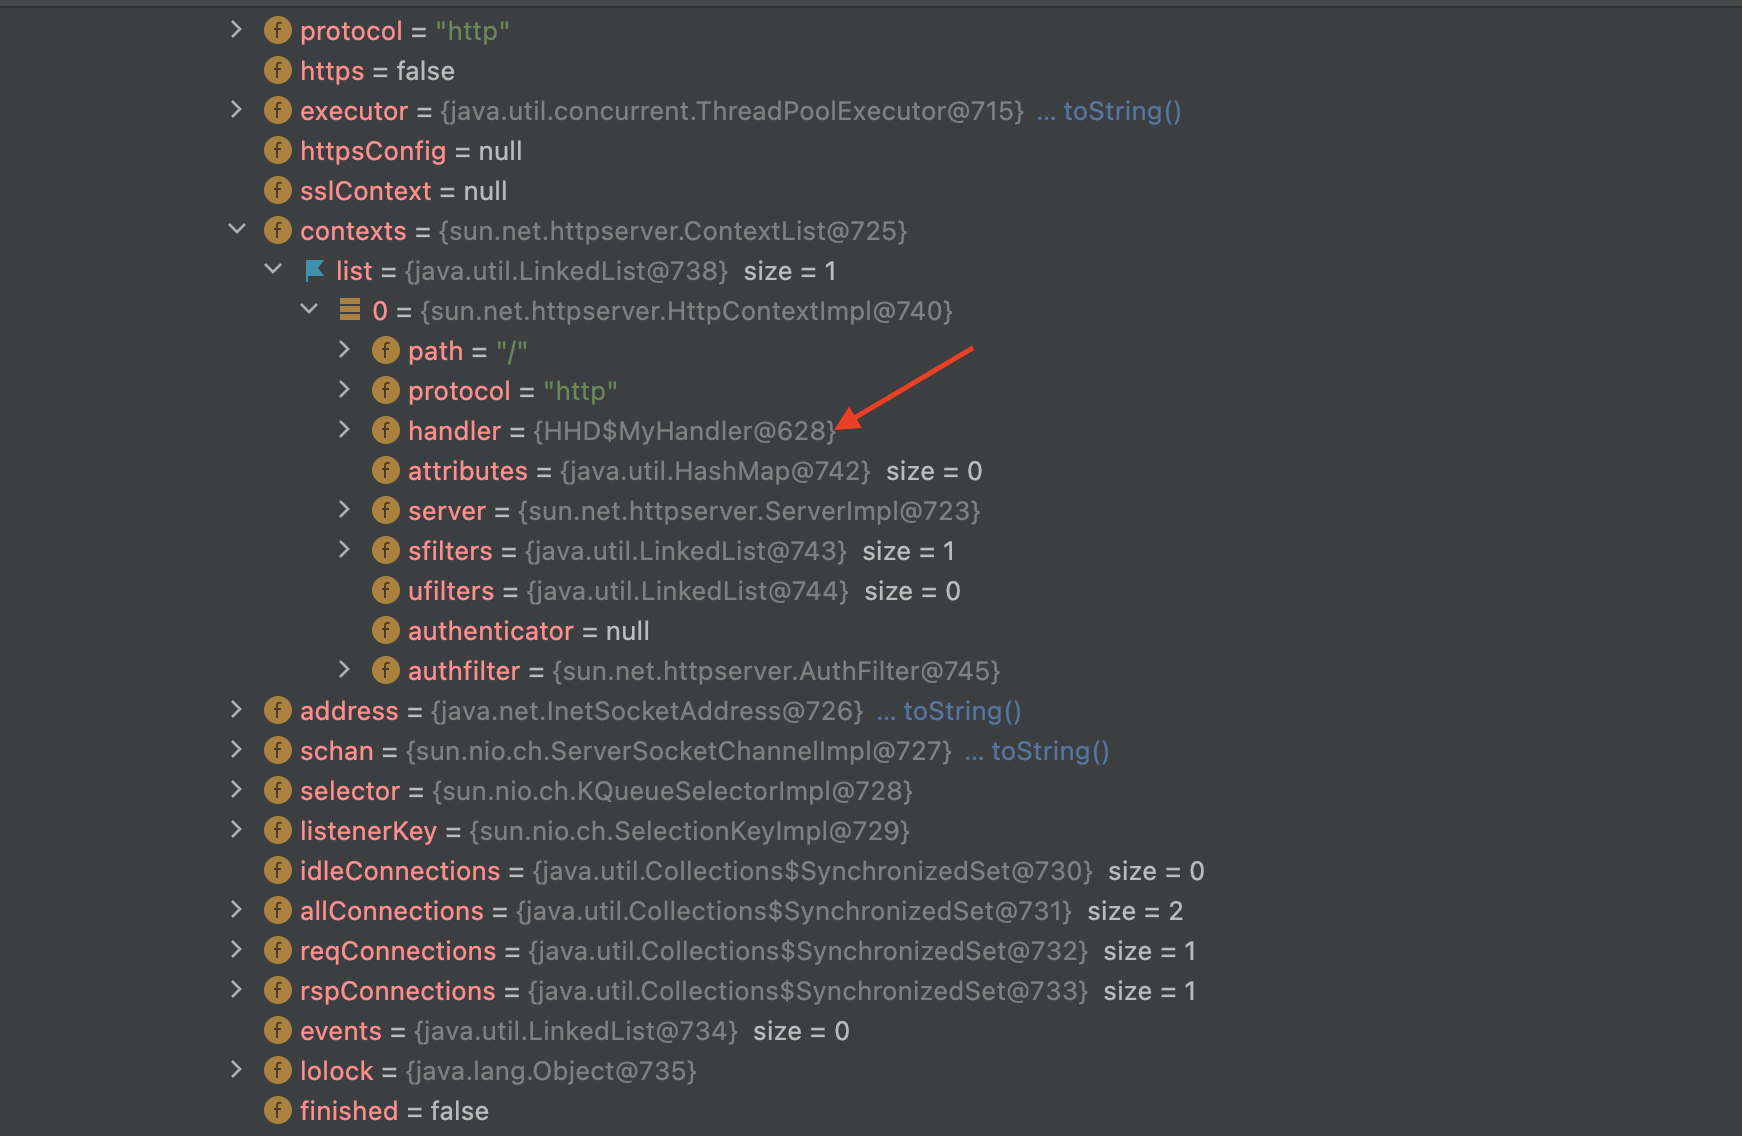 protocol = "http"
https = false
executor = {java.util.concurrent.ThreadPoolExecutor@715} ... toString()
httpsConfig = null
sslContext = null
contexts = {sun.net.httpserver.ContextList@725}
list = {java.util.LinkedList@738} size = 1
0 = {sun.net.httpserver.HttpContextImpl@740}
path = "/"
protocol = "http"
handler = {HHD$MyHandler@628}
attributes = {java.util.HashMap@742} size = 0
server = {sun.net.httpserver.ServerImpl@723}
sfilters = {java.util.LinkedList@743} size = 1
ufilters = {java.util.LinkedList@744} size = 0
authenticator = null
authfilter = {sun.net.httpserver.AuthFilter@745}
address = {java.net.InetSocketAddress@726} ... toString()
schan = {sun.nio.ch.ServerSocketChannelImpl@727} ... toString()
selector = {sun.nio.ch.KQueueSelectorImpl@728}
listenerKey = {sun.nio.ch.SelectionKeyImpl@729}
idleConnections = {java.util.Collections$SynchronizedSet@730} size = 0
allConnections = {java.util.Collections$SynchronizedSet@731} size = 2
reqConnections = {java.util.Collections$SynchronizedSet@732} size = 1
rspConnections = {java.util.Collections$SynchronizedSet@733} size = 1
events = {java.util.LinkedList@734} size = 0
lolock = {java.lang.Object@735}
finished = false